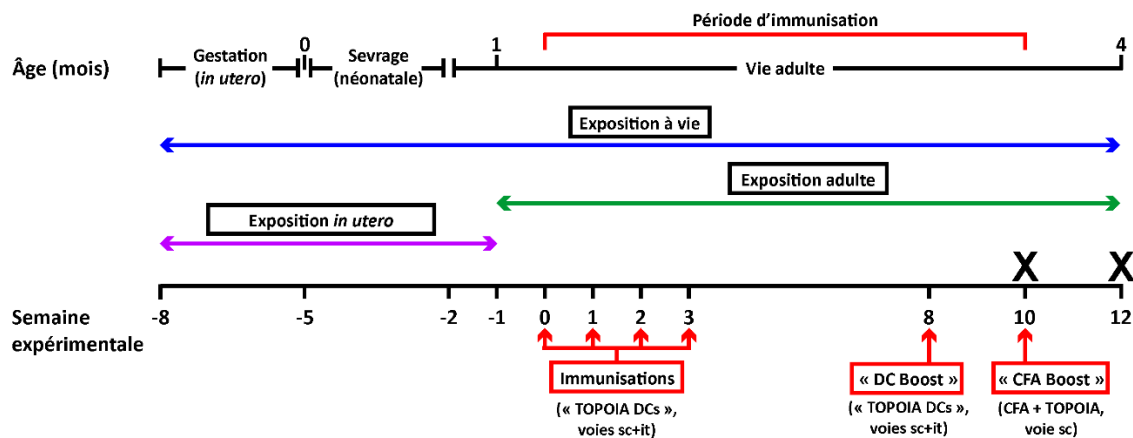 Période d'immunisation
Âge (mois)
Gestation
(in utero)
0
Sevrage
(néonatale)
1
Vie adulte
4
Exposition à vie
Exposition adulte
Exposition in utero
X X
Semaine
expérimentale
-8 -5 -2 -1 0 1 2 3 8 10 12
Immunisations
(« TOPOIA DCs »,
voies sc+it)
« DC Boost »
(« TOPOIA DCs »,
voies sc+it)
« CFA Boost »
(CFA + TOPOIA,
voie sc)